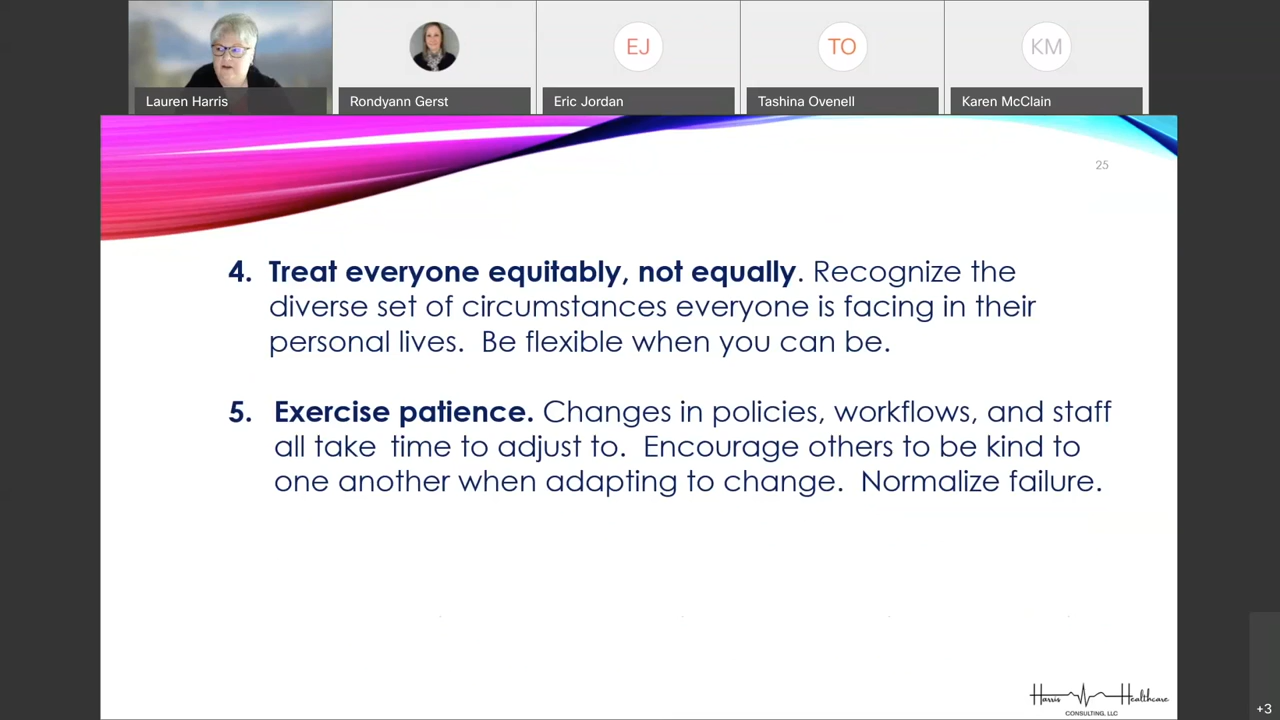 EJ
TO
KM
Lauren Harris
Rondyann Gerst
Eric Jordan
Tashina Ovenell
Karen McClain
25
4. Treat everyone equitably, not equally. Recognize the
diverse set of circumstances everyone is facing in their
personal lives. Be flexible when you can be.
5. Exercise patience. Changes in policies, workflows, and staff
all take time to adjust to. Encourage others to be kind to
one another when adapting to change. Normalize failure.
Harris Healthcare
CONSULTING, LLC
+3